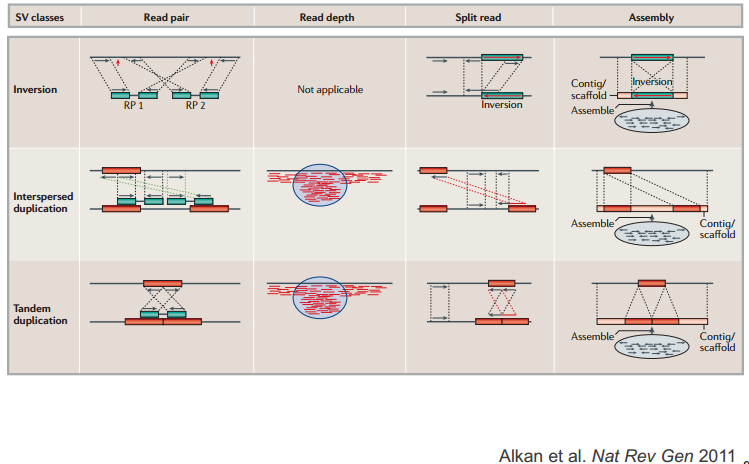 SV classes Read pair Read depth Split read Assembly
Inversion
RP 1 RP 2
Not applicable
Inversion
Contig/
scaffold
Inversion
Assemble
Interspersed
duplication
Assemble
Contig/
scaffold
Tandem
duplication
Assemble
Contig/
scaffold
Alkan et al. Nat Rev Gen 2011